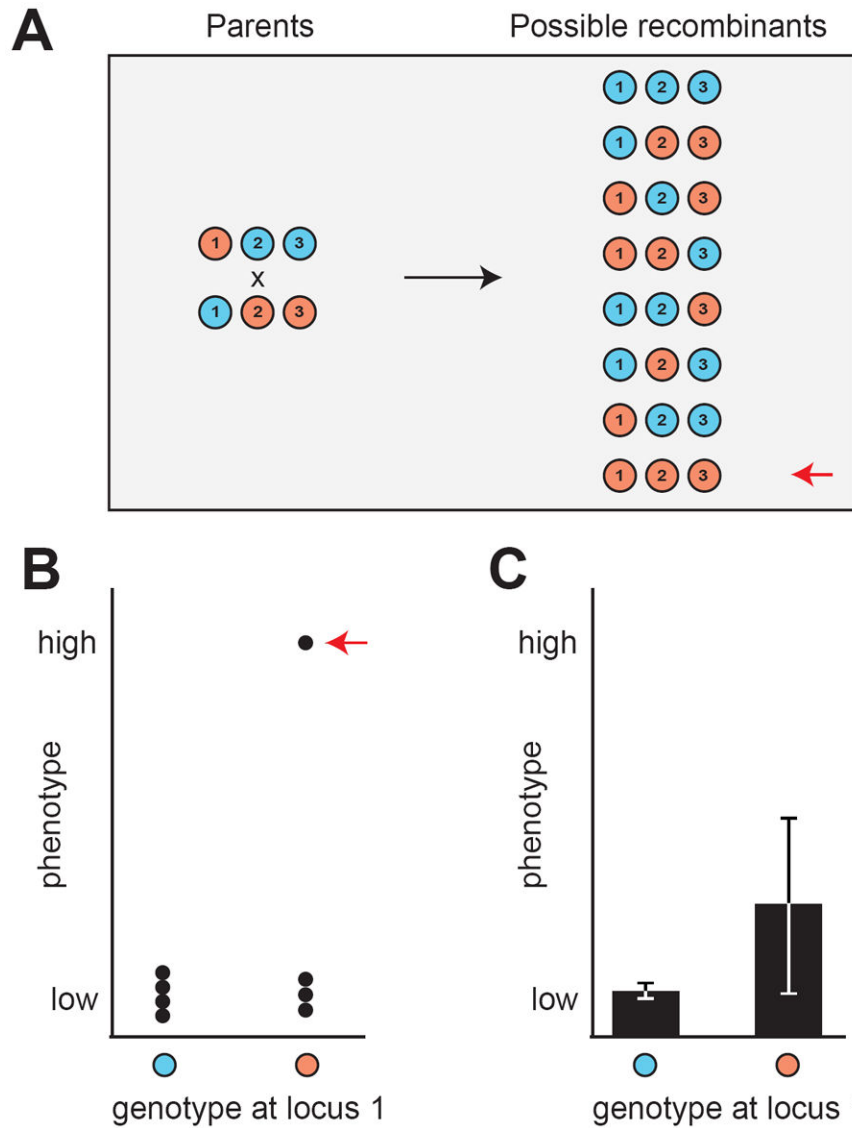 A
Parents
Possible recombinants
1 2 3
1 2 3
1 2 3
1 2 3
1 2 3
x
1 2 3
1 2 3
1 2 3
1 2 3
1 2 3
1 2 3
B
high
phenotype
low
genotype at locus 1
C
high
phenotype
low
genotype at locus